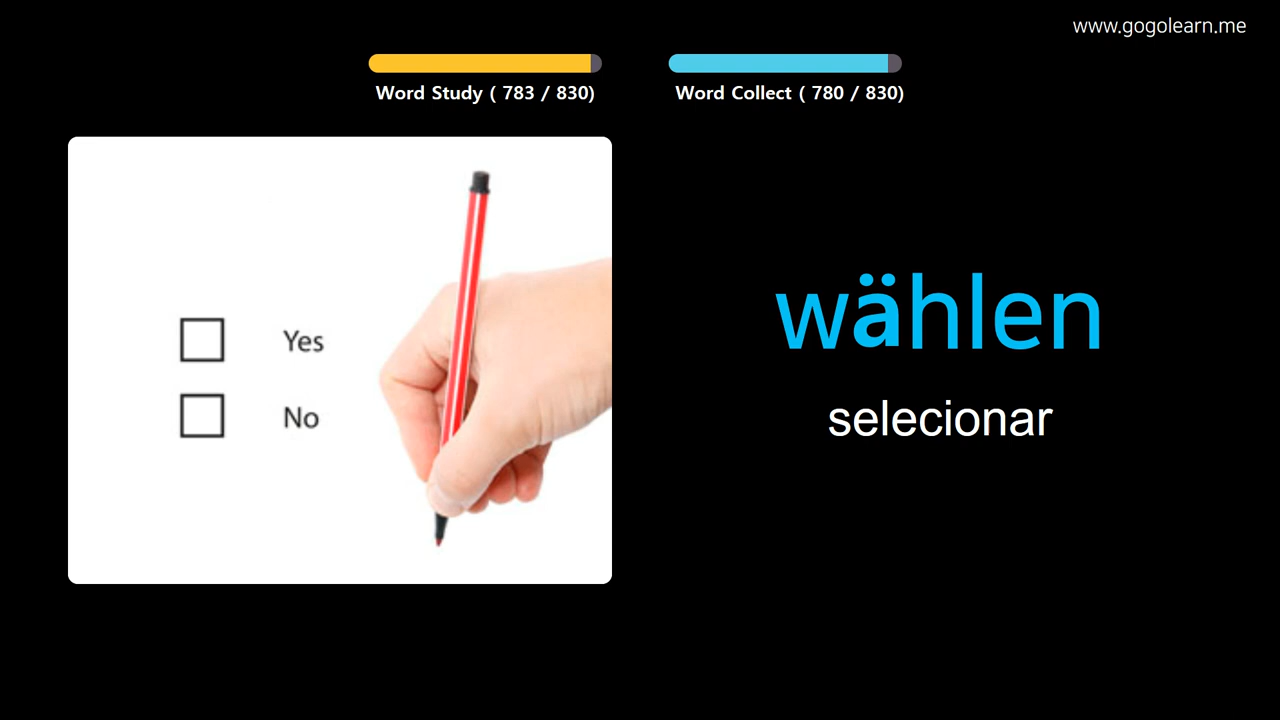 www.gogolearn.me
Word Study ( 783 / 830)
Word Collect ( 780 / 830)
Yes
No
wählen
selecionar